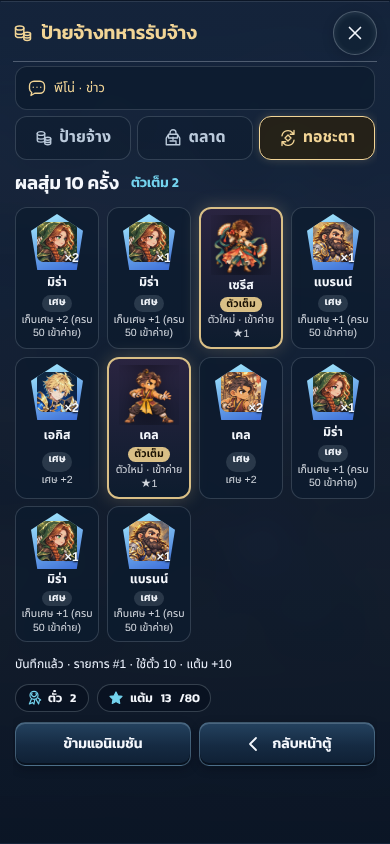 ป้ายจ้างทหารรับจ้าง
พีโน่ · ข่าว
ป้ายจ้าง
ตลาด
ทอชะตา
ผลสุ่ม 10 ครั้ง ตัวเต็ม 2
×2
มิร่า
เศษ
เก็บเศษ +2 (ครบ
50 เข้าค่าย)
×1
มิร่า
เศษ
เก็บเศษ +1 (ครบ
50 เข้าค่าย)
เซรีส
ตัวเต็ม
ตัวใหม่ · เข้าค่าย
★1
×1
แบรนน์
เศษ
เก็บเศษ +1 (ครบ
50 เข้าค่าย)
×2
เอกิส
เศษ
เศษ +2
เคล
ตัวเต็ม
ตัวใหม่ · เข้าค่าย
★1
×2
เคล
เศษ
เศษ +2
×1
มิร่า
เศษ
เก็บเศษ +1 (ครบ
50 เข้าค่าย)
×1
มิร่า
เศษ
เก็บเศษ +1 (ครบ
50 เข้าค่าย)
×1
แบรนน์
เศษ
เก็บเศษ +1 (ครบ
50 เข้าค่าย)
บันทึกแล้ว · รายการ #1 · ใช้ตั๋ว 10 · แต้ม +10
ตั๋ว 2
แต้ม 13 /80
ข้ามแอนิเมชัน
กลับหน้าตู้